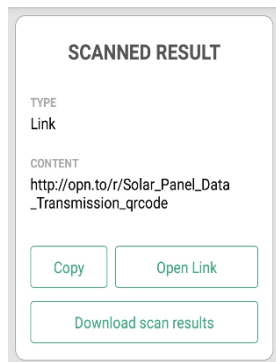 SCANNED RESULT
TYPE
Link
CONTENT
http://opn.to/r/Solar_Panel_Data
_Transmission_qrcode
Copy
Open Link
Download scan results